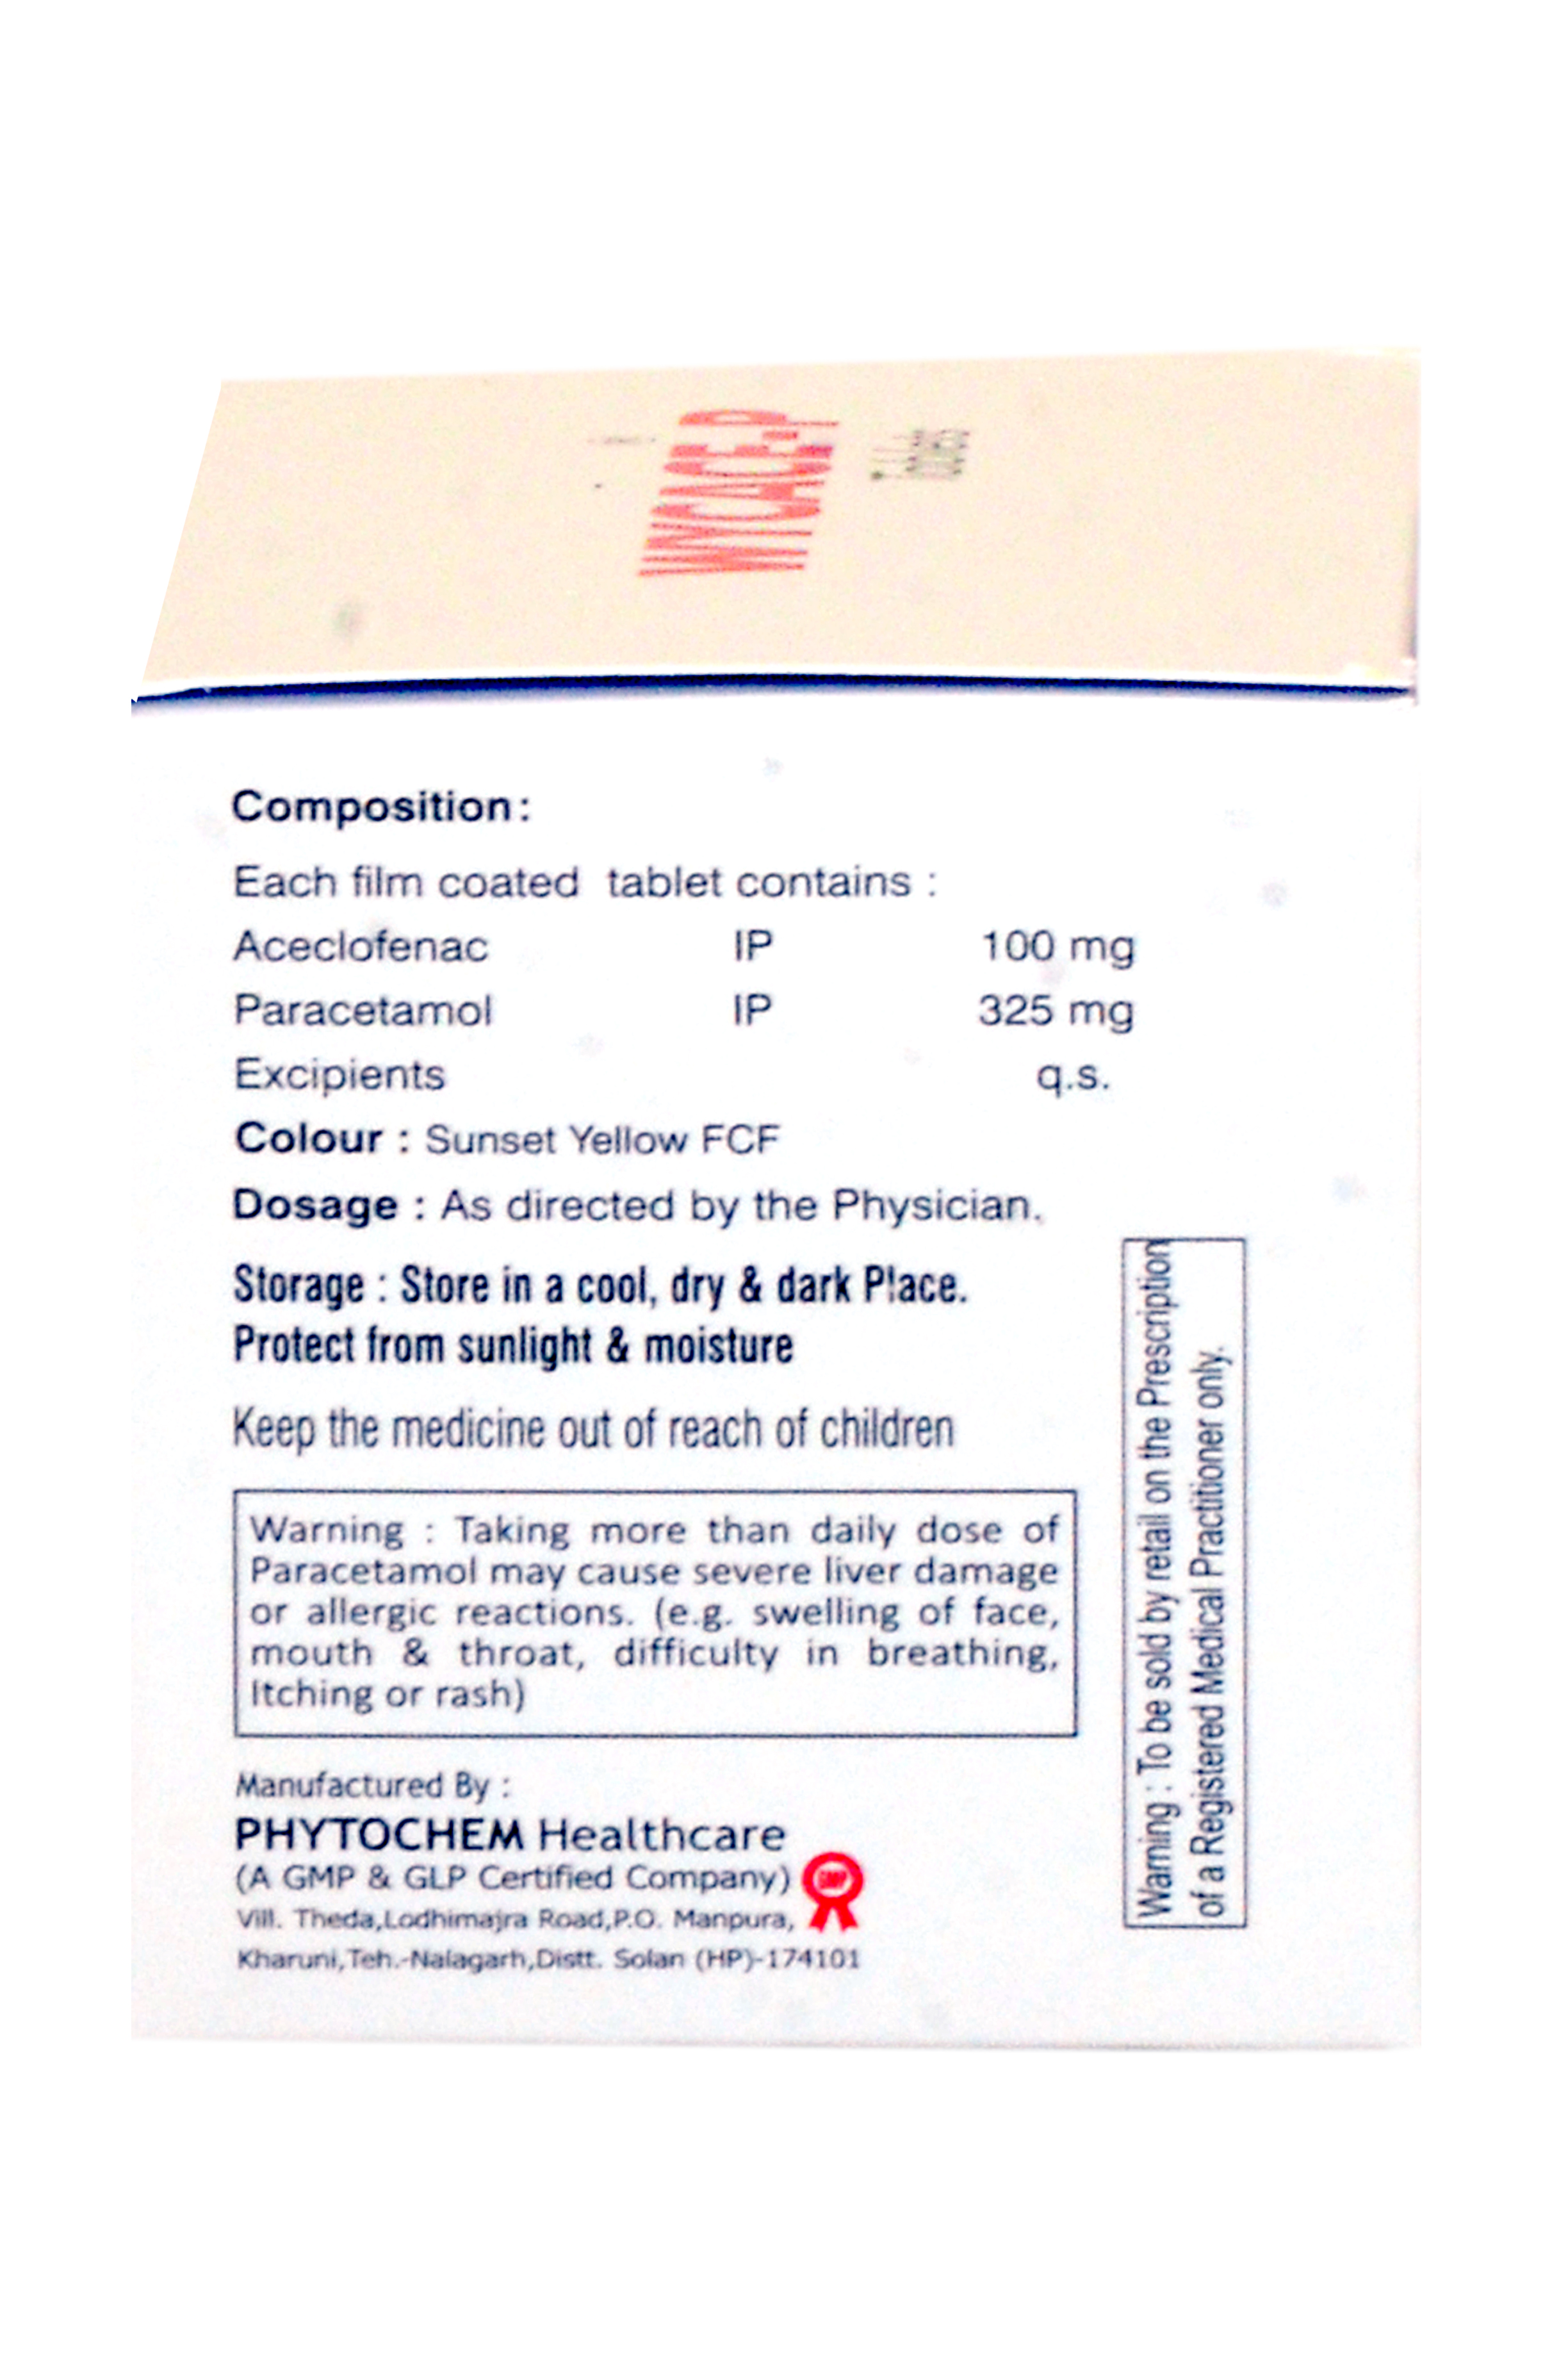 WYCACE-P
Tablets
Composition :
Each film coated tablet contains :
Aceclofenac IP 100 mg
Paracetamol IP 325 mg
Excipients q.s.
Colour : Sunset Yellow FCF
Dosage : As directed by the Physician.
Storage : Store in a cool, dry & dark Place.
Protect from sunlight & moisture
Keep the medicine out of reach of children
Warning : Taking more than daily dose of
Paracetamol may cause severe liver damage
or allergic reactions. (e.g. swelling of face,
mouth & throat, difficulty in breathing,
Itching or rash)
Manufactured By :
PHYTOCHEM Healthcare
(A GMP & GLP Certified Company)
GMP
Vill. Theda,Lodhimajra Road,P.O. Manpura,
Kharuni,Teh.-Nalagarh,Distt. Solan (HP)-174101
Warning : To be sold by retail on the Prescription
of a Registered Medical Practitioner only.